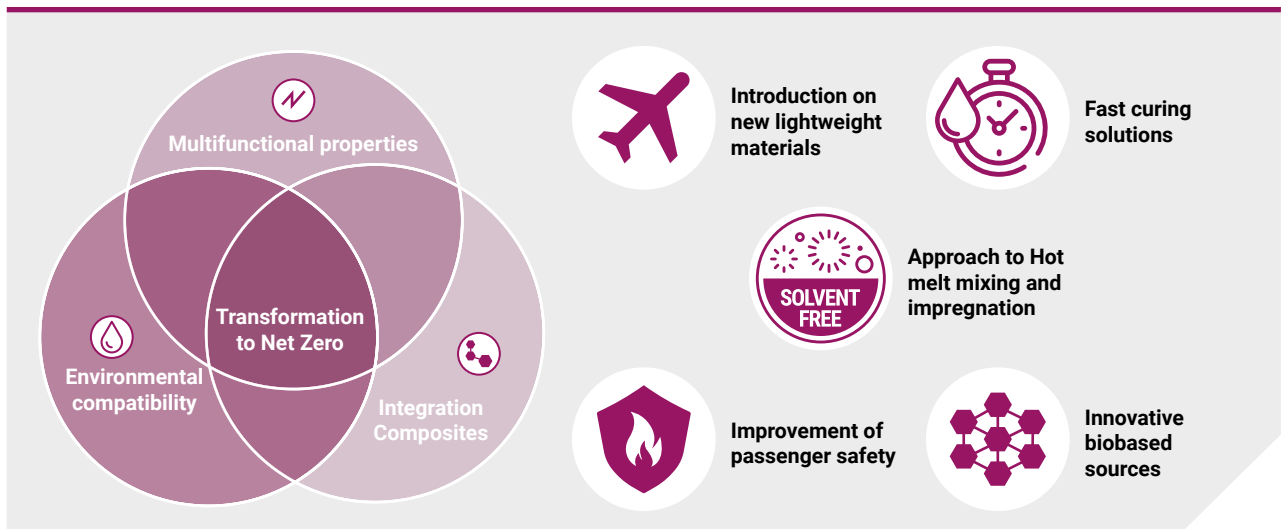 Multifunctional properties
Transformation
to Net Zero
Environmental
compatibility
Integration
Composites
Introduction on
new lightweight
materials
Fast curing
solutions
SOLVENT
FREE
Approach to Hot
melt mixing and
impregnation
Improvement of
passenger safety
Innovative
biobased
sources